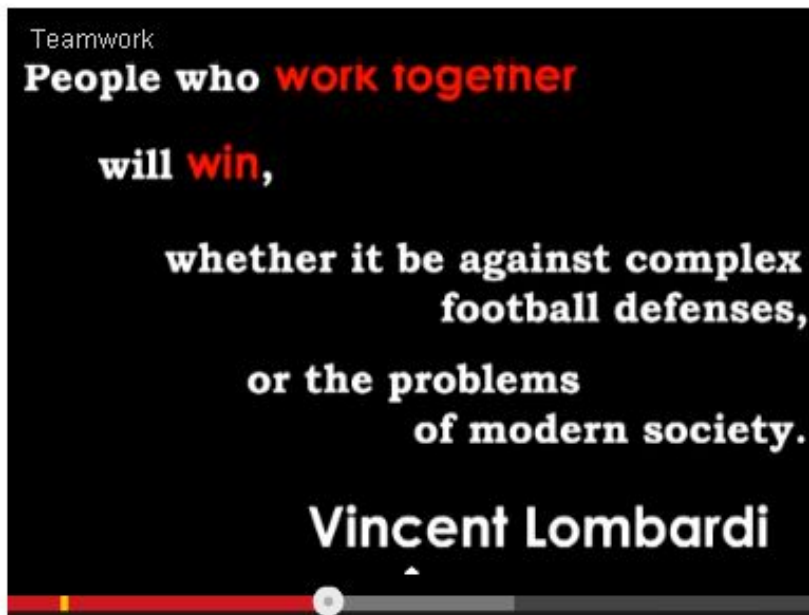 Teamwork
People who work together
will win,
whether it be against complex
football defenses,
or the problems
of modern society.
Vincent Lombardi